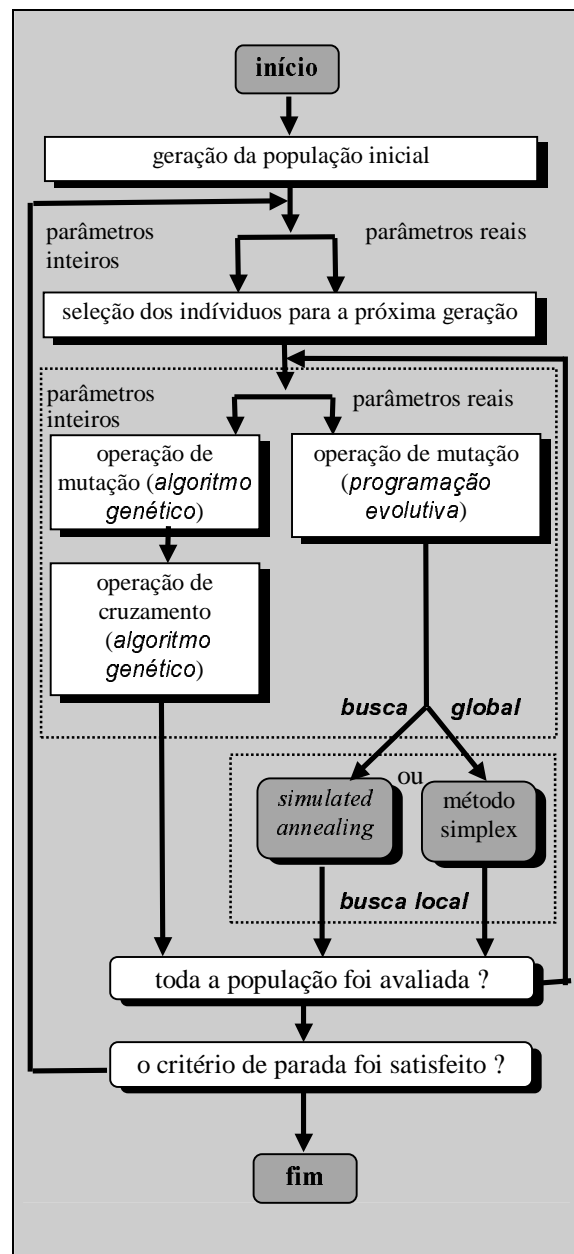 início
geração da população inicial
parâmetros
inteiros
parâmetros reais
seleção dos indíviduos para a próxima geração
parâmetros
inteiros
parâmetros reais
operação de
mutação (algoritmo
genético)
operação de mutação
(programação
evolutiva)
operação de
cruzamento
(algoritmo
genético)
busca global
ou
simulated
annealing
método
simplex
busca local
toda a população foi avaliada ?
o critério de parada foi satisfeito ?
fim